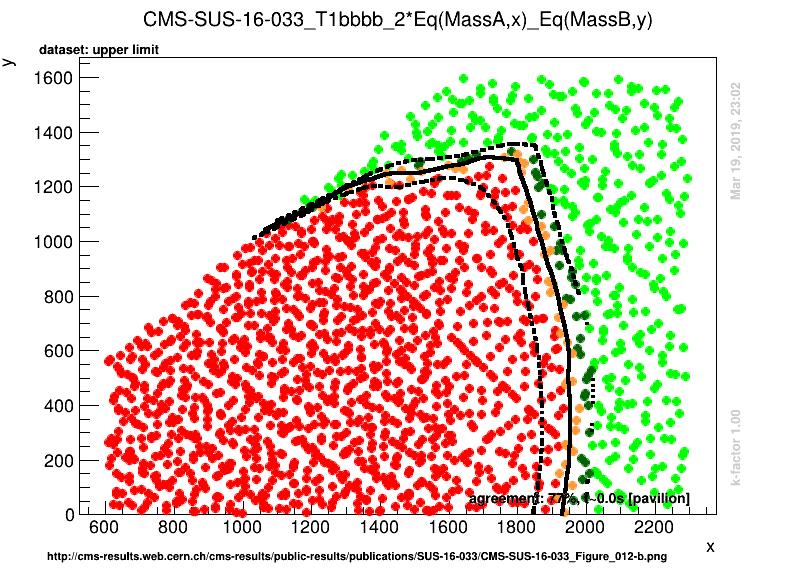 CMS-SUS-16-033_T1bbbb_2*Eq(MassA,x)_Eq(MassB,y)
dataset: upper limit
y
1600
1400
1200
1000
800
600
400
200
0
600 800 1000 1200 1400 1600 1800 2000 2200
x
agreement: 77%, t~0.0s [pavilion]
Mar 19, 2019, 23:02
k-factor 1.00
http://cms-results.web.cern.ch/cms-results/public-results/publications/SUS-16-033/CMS-SUS-16-033_Figure_012-b.png